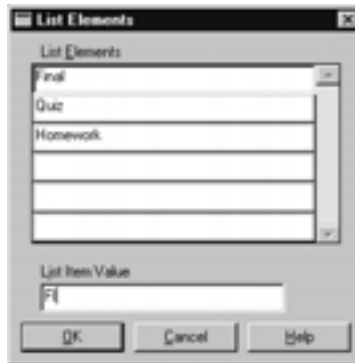 List Elements
List Elements
Final
Quiz
Homework
List Item Value
FI
OK
Cancel
Help